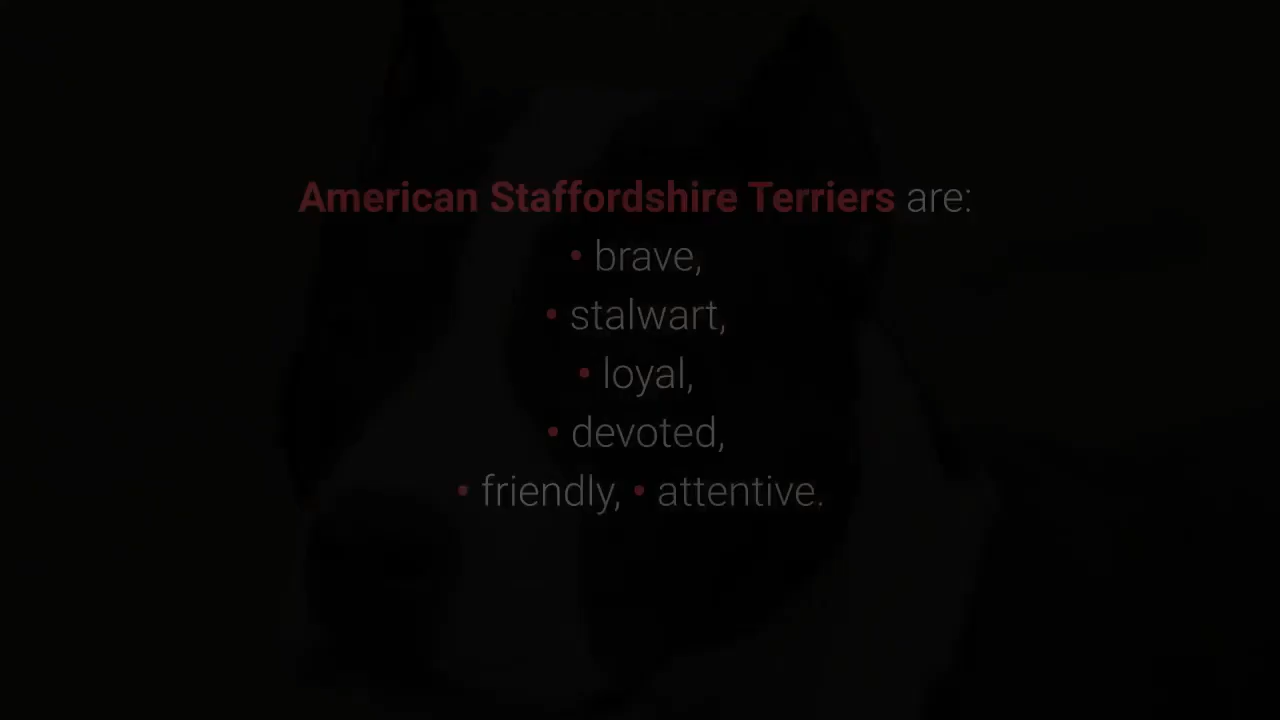 American Staffordshire Terriers are:
• brave,
• stalwart,
• loyal,
• devoted,
• friendly, • attentive.